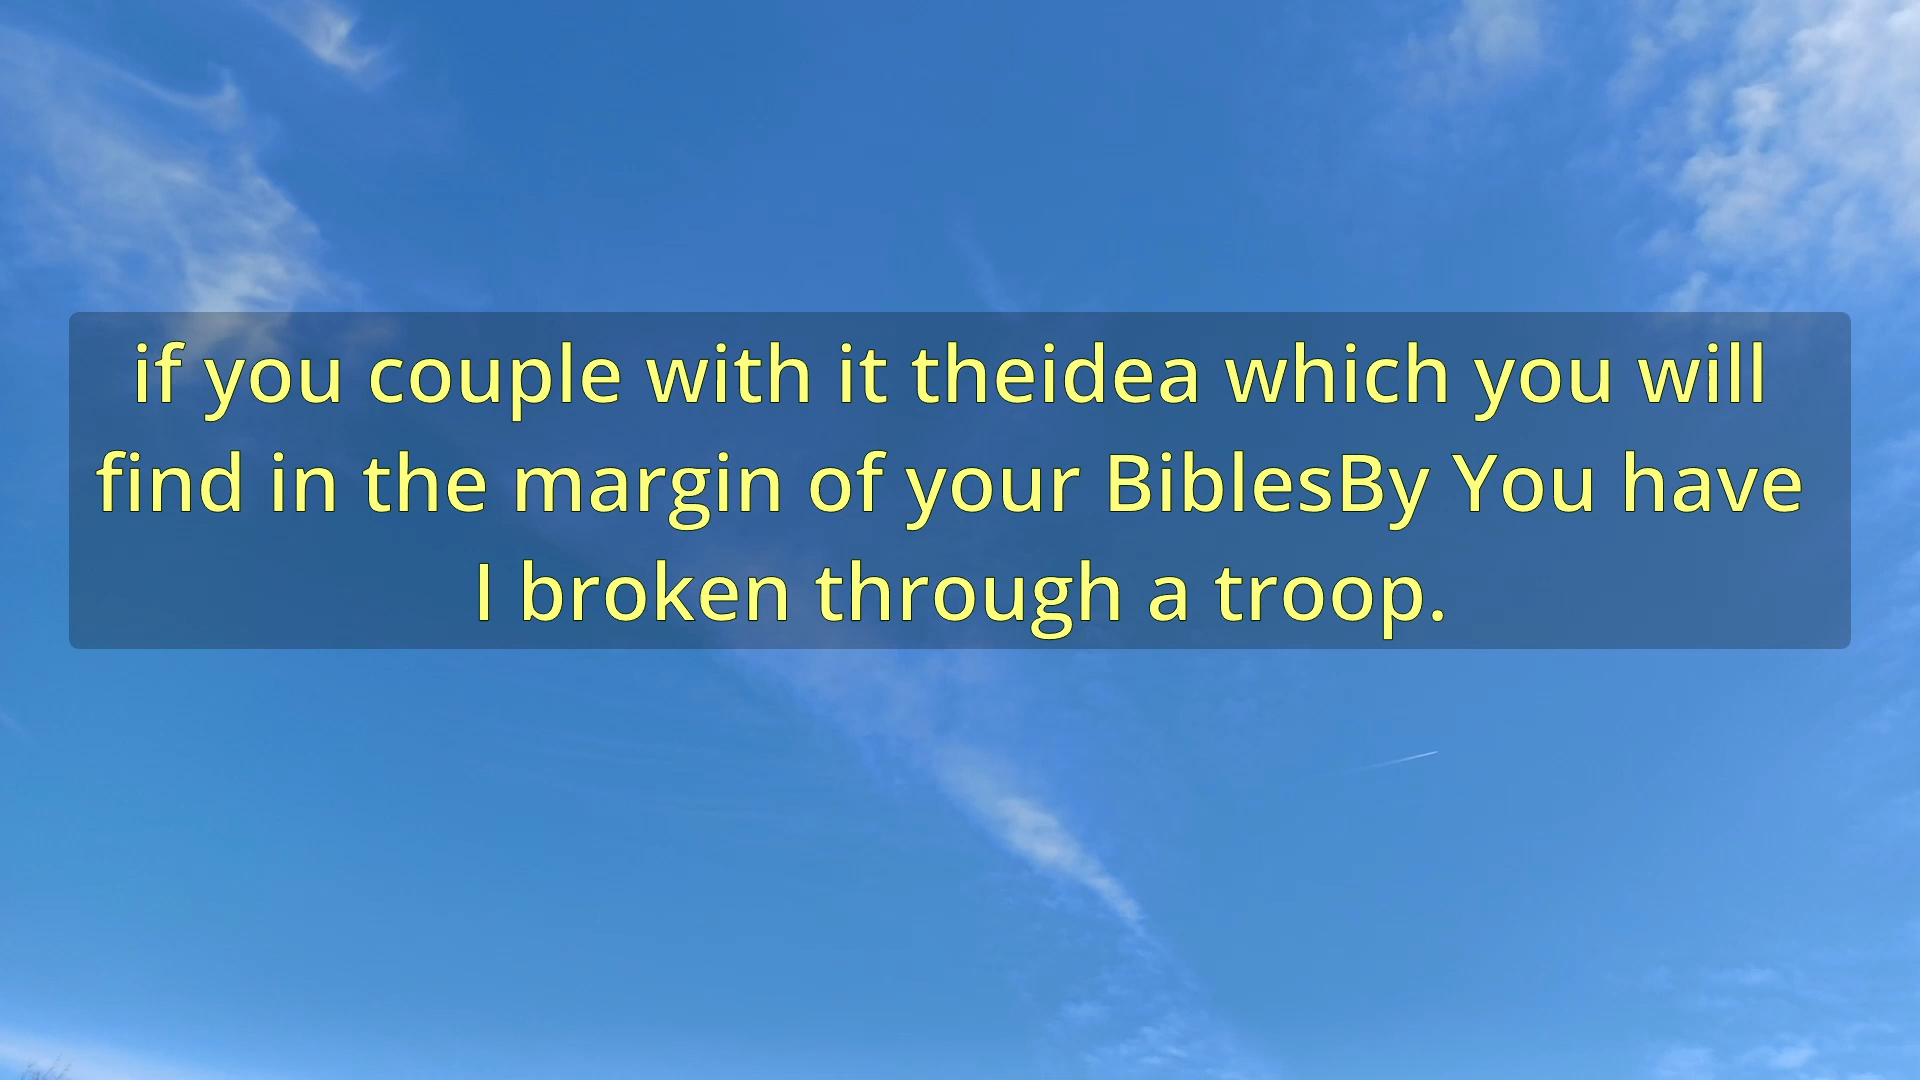 if you couple with it theidea which you will
find in the margin of your BiblesBy You have
I broken through a troop.